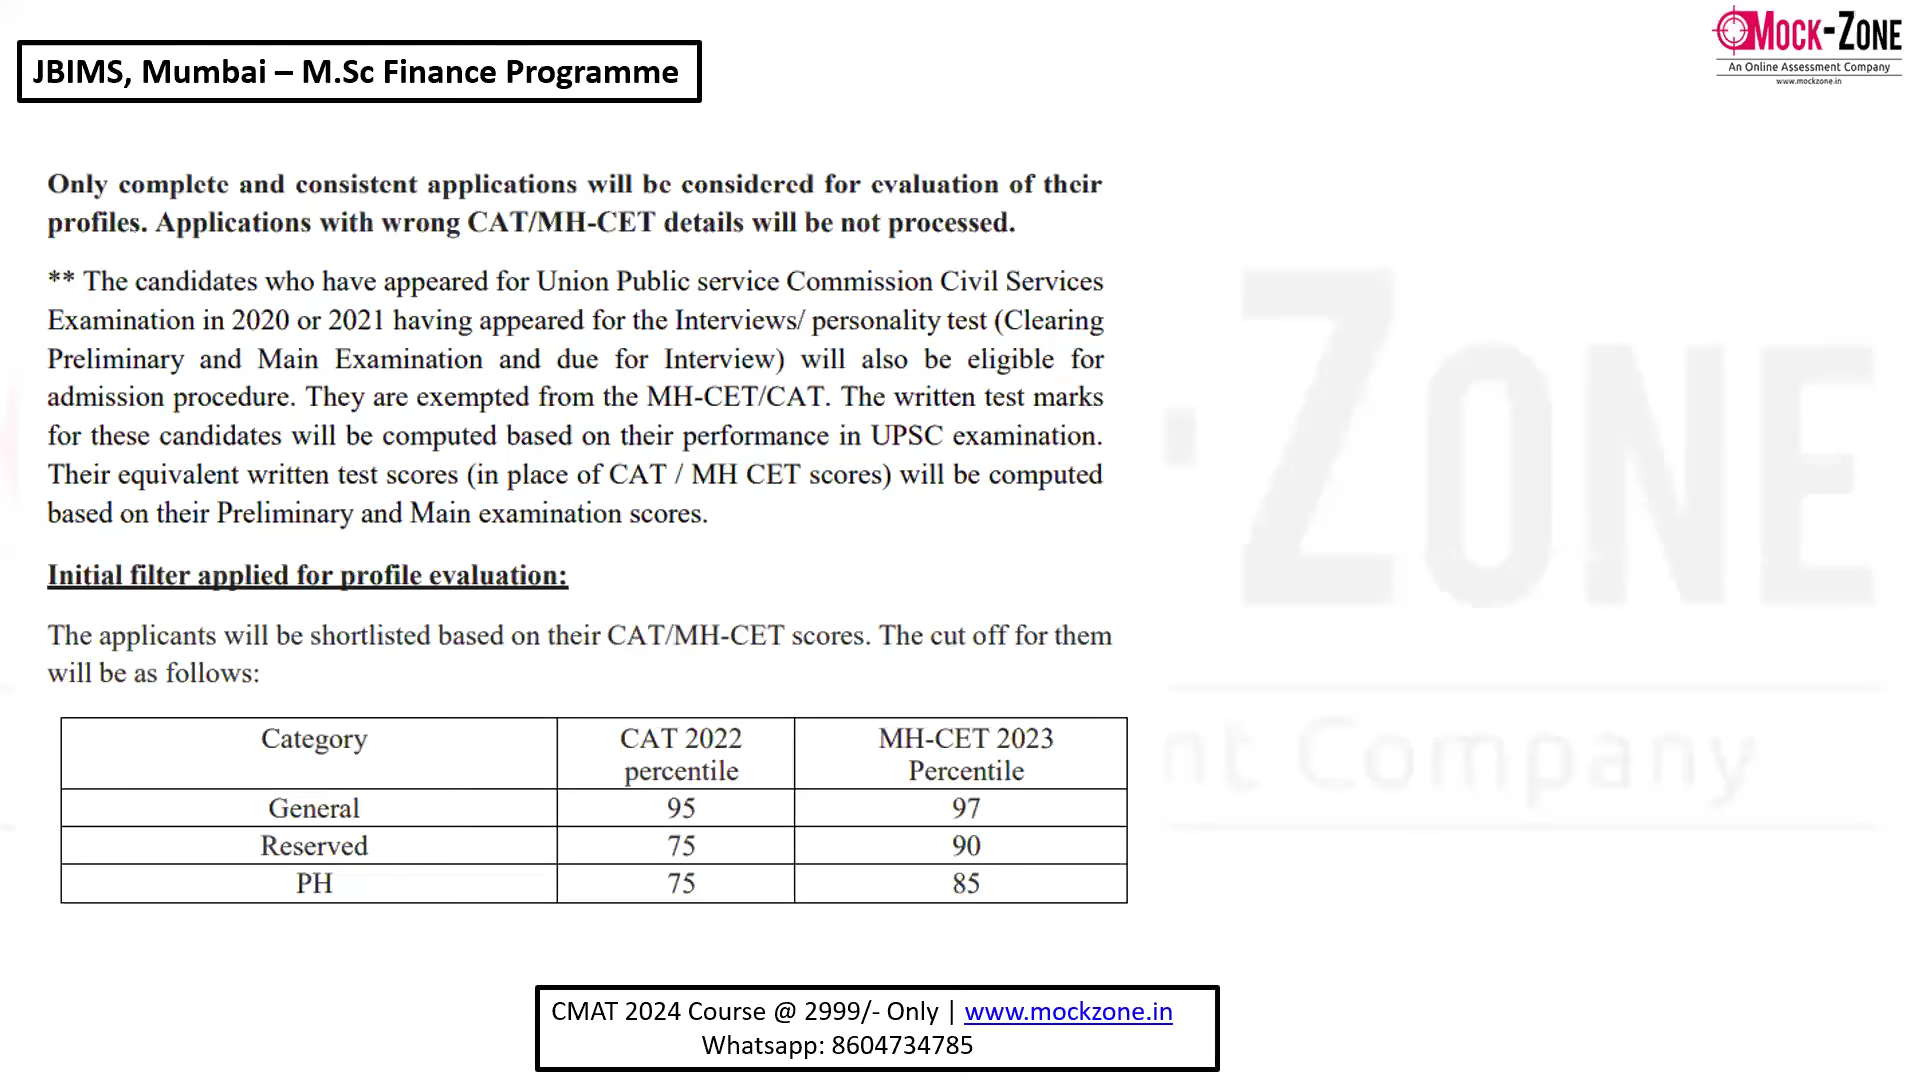 MOCK-ZONE
An Online Assessment Company
www.mockzone.in
JBIMS, Mumbai – M.Sc Finance Programme
Only complete and consistent applications will be considered for evaluation of their
profiles. Applications with wrong CAT/MH-CET details will be not processed.
** The candidates who have appeared for Union Public service Commission Civil Services
Examination in 2020 or 2021 having appeared for the Interviews/ personality test (Clearing
Preliminary and Main Examination and due for Interview) will also be eligible for
admission procedure. They are exempted from the MH-CET/CAT. The written test marks
for these candidates will be computed based on their performance in UPSC examination.
Their equivalent written test scores (in place of CAT / MH CET scores) will be computed
based on their Preliminary and Main examination scores.
Initial filter applied for profile evaluation:
The applicants will be shortlisted based on their CAT/MH-CET scores. The cut off for them
will be as follows:
Category CAT 2022 MH-CET 2023
percentile Percentile
General 95 97
Reserved 75 90
PH 75 85
-ZONE
nt Company
CMAT 2024 Course @ 2999/- Only | www.mockzone.in
Whatsapp: 8604734785